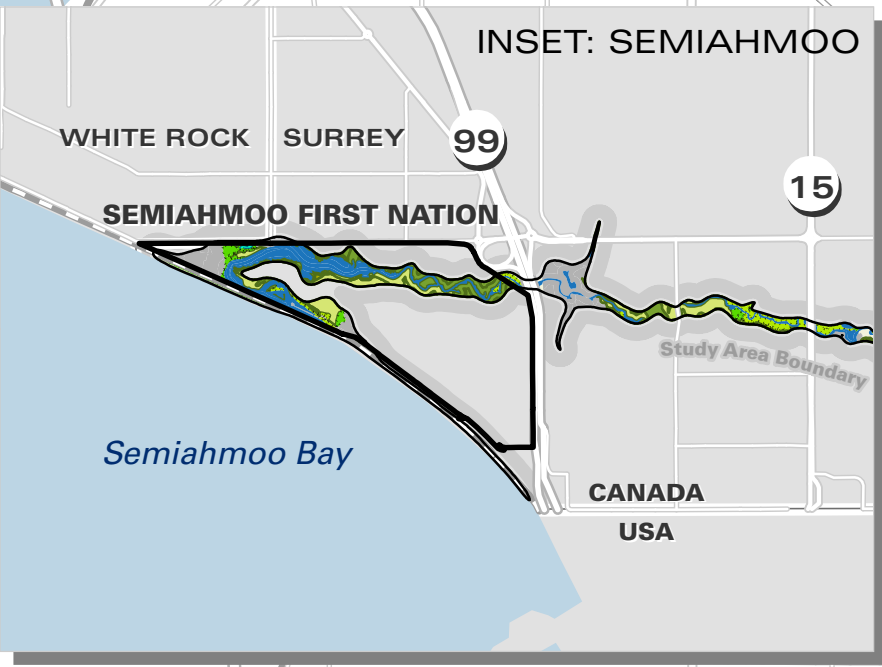 INSET: SEMIAHMOO
WHITE ROCK
SURREY
99
15
SEMIAHMOO FIRST NATION
Study Area Boundary
Semiahmoo Bay
CANADA
USA